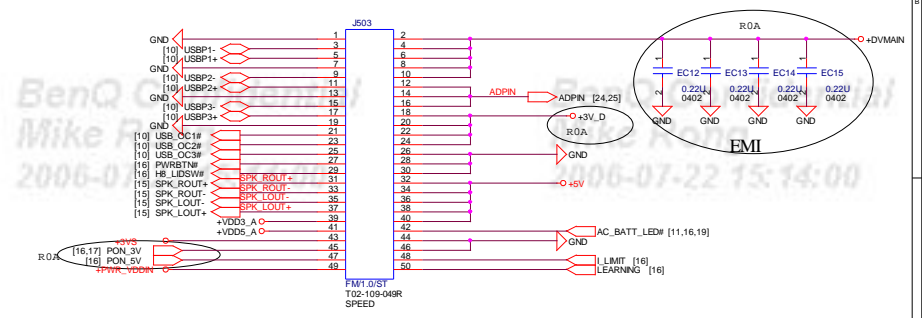 J503
R0A
GND 1 2 +DVMAIN
[10] USBP1- 3 4
[10] USBP1+ 5 6
GND 7 8
[10] USBP2- 9 10
[10] USBP2+ 11 12
GND 13 14 ADPIN ADPIN [24,25]
[10] USBP3- 15 16
[10] USBP3+ 17 18 +3V_D
GND 19 20 R0A
[10] USB_OC1# 21 22
[10] USB_OC2# 23 24
[10] USB_OC3# 25 26 GND
[16] PWRBTN# 27 28
[16] H8_LIDSW# 29 30
[15] SPK_ROUT+ SPK_ROUT+ 31 32 +5V
[15] SPK_ROUT- SPK_ROUT- 33 34
[15] SPK_LOUT- SPK_LOUT- 35 36
[15] SPK_LOUT+ SPK_LOUT+ 37 38
+VDD3_A 39 40
+VDD5_A 41 42 AC_BATT_LED# [11,16,19]
+3VS 43 44 GND
R0A [16,17] PON_3V 45 46
[16] PON_5V 47 48 I_LIMIT [16]
+PWR_VDDIN 49 50 LEARNING [16]
FM/1.0/ST
T02-109-049R
SPEED
1 1 1 1
EC12 EC13 EC14 EC15
0.22U 0.22U 0.22U 0.22U
2 2 2 2
0402 0402 0402 0402
GND GND GND GND
EMI
B
BenQ Confidential
Mike
15:14:00